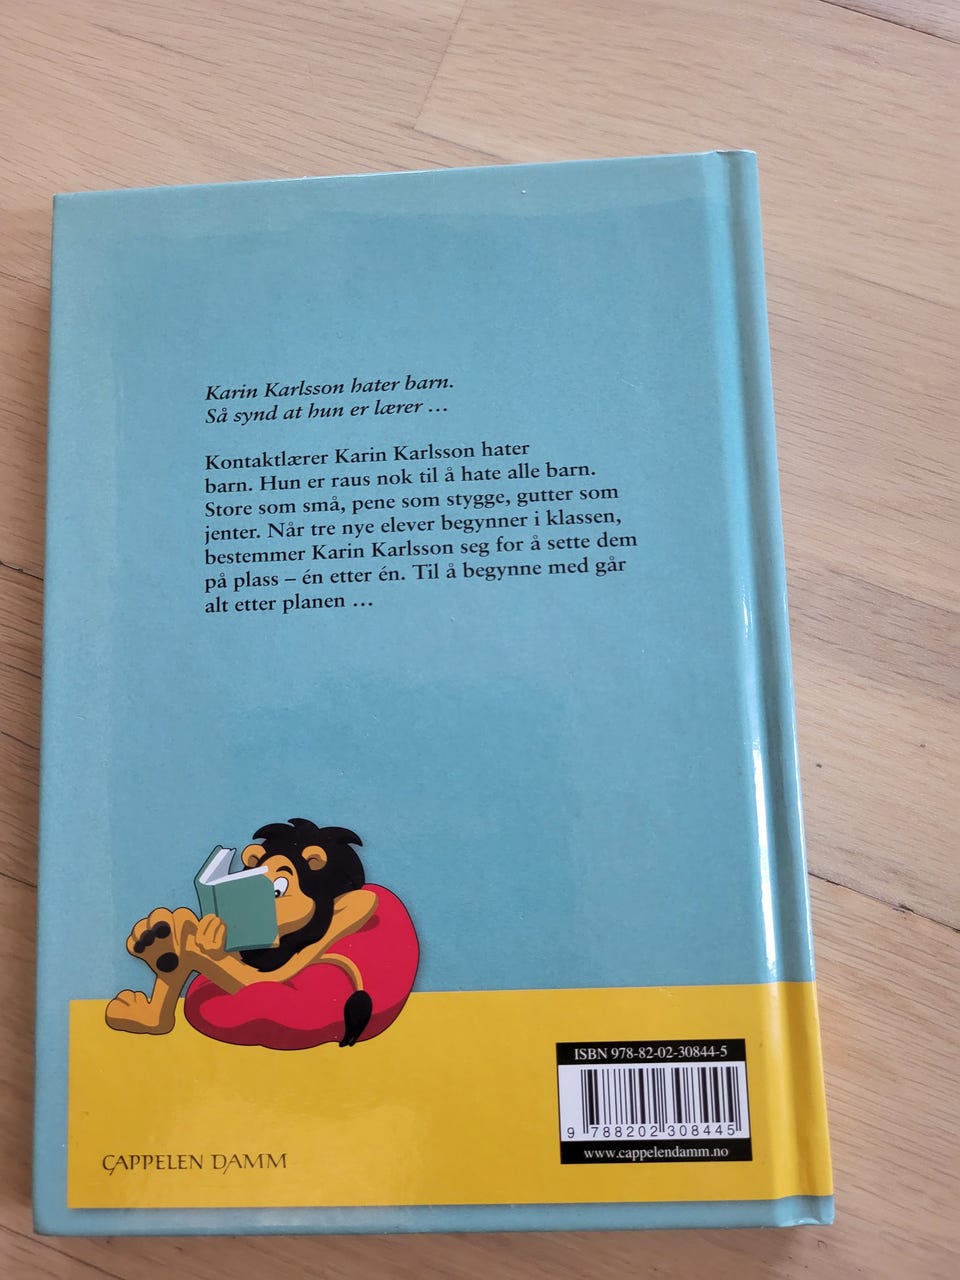 Karin Karlsson hater barn.
Så synd at hun er lærer ...
Kontaktlærer Karin Karlsson hater
barn. Hun er raus nok til å hate alle barn.
Store som små, pene som stygge, gutter som
jenter. Når tre nye elever begynner i klassen,
bestemmer Karin Karlsson seg for å sette dem
på plass – én etter én. Til å begynne med går
alt etter planen ...
ISBN 978-82-02-30844-5
9 788202 308445
www.cappelendamm.no
CAPPELEN DAMM